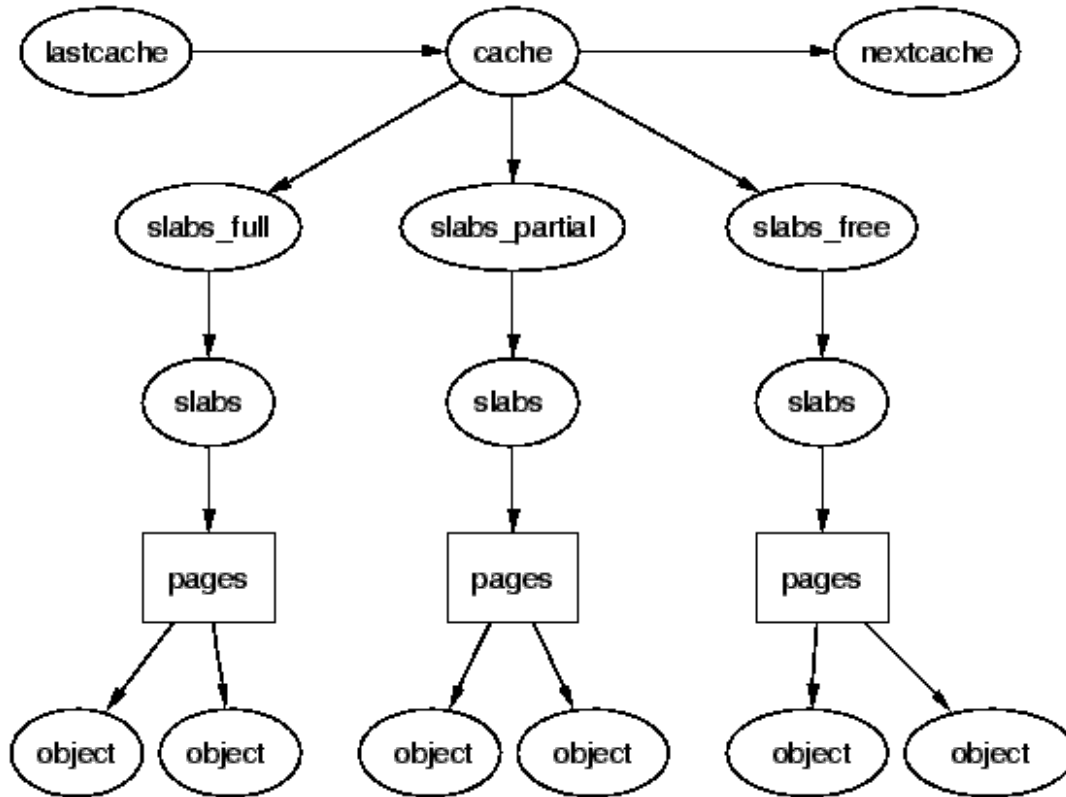 lastcache
cache
nextcache
slabs_full
slabs_partial
slabs_free
slabs
slabs
slabs
pages
pages
pages
object
object
object
object
object
object